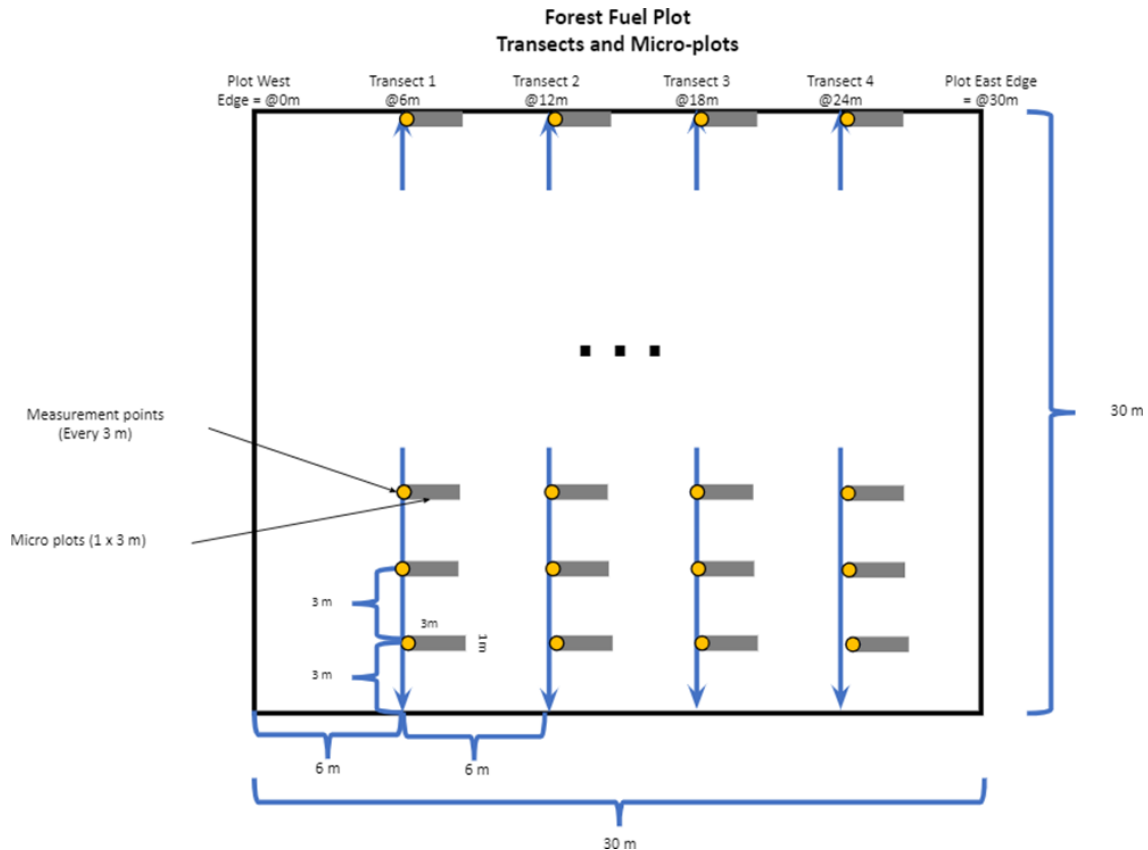 Forest Fuel Plot
Transects and Micro-plots
Plot West
Edge = @0m
Transect 1
@6m
Transect 2
@12m
Transect 3
@18m
Transect 4
@24m
Plot East Edge
= @30m
30 m
Measurement points
(Every 3 m)
Micro plots (1 x 3 m)
3 m
3m
1m
3 m
6 m
6 m
30 m